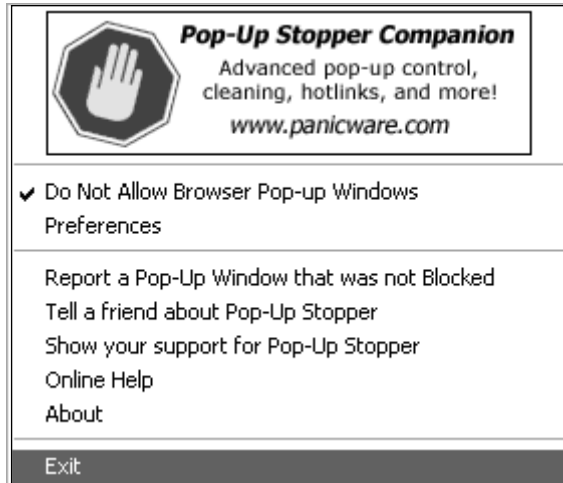 Pop-Up Stopper Companion
Advanced pop-up control,
cleaning, hotlinks, and more!
www.panicware.com
Do Not Allow Browser Pop-up Windows
Preferences
Report a Pop-Up Window that was not Blocked
Tell a friend about Pop-Up Stopper
Show your support for Pop-Up Stopper
Online Help
About
Exit